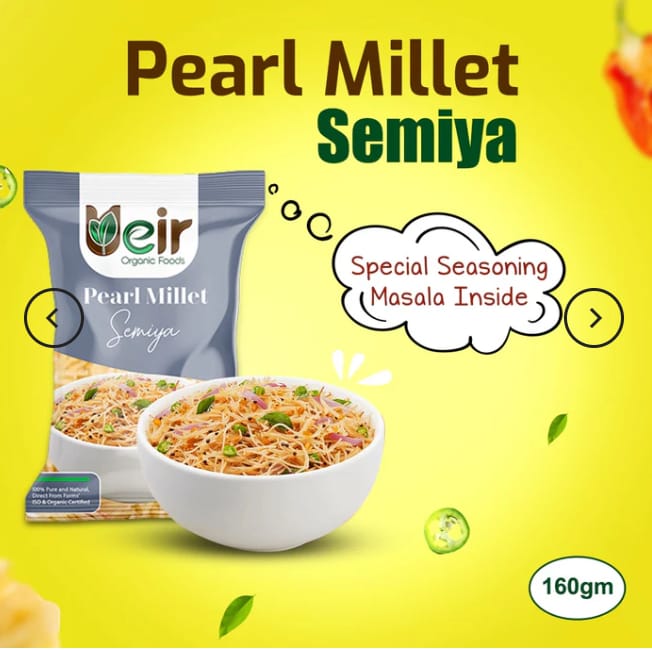 Pearl Millet
Semiya
Ueir
Organic Foods
Pearl Millet
Semiya
Special Seasoning
Masala Inside
100% Pure and Natural,
Direct From Forms'
ISO & Organic Certified
160gm